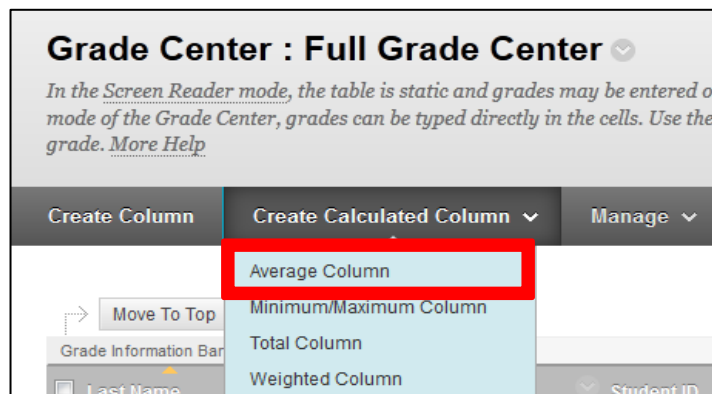 Grade Center : Full Grade Center
In the Screen Reader mode, the table is static and grades may be entered o
mode of the Grade Center, grades can be typed directly in the cells. Use the
grade. More Help
Create Column
Create Calculated Column
Manage
Average Column
Minimum/Maximum Column
Move To Top
Total Column
Grade Information Bar
Weighted Column
Last Name
Student ID